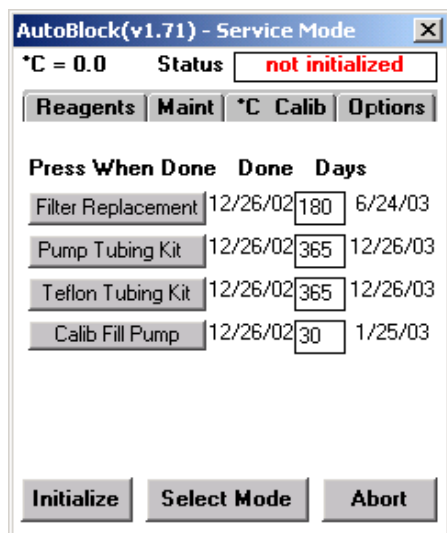 AutoBlock(v1.71) - Service Mode
°C = 0.0 Status not initialized
Reagents Maint °C Calib Options
Press When Done Done Days
Filter Replacement 12/26/02 180 6/24/03
Pump Tubing Kit 12/26/02 365 12/26/03
Teflon Tubing Kit 12/26/02 365 12/26/03
Calib Fill Pump 12/26/02 30 1/25/03
Initialize Select Mode Abort